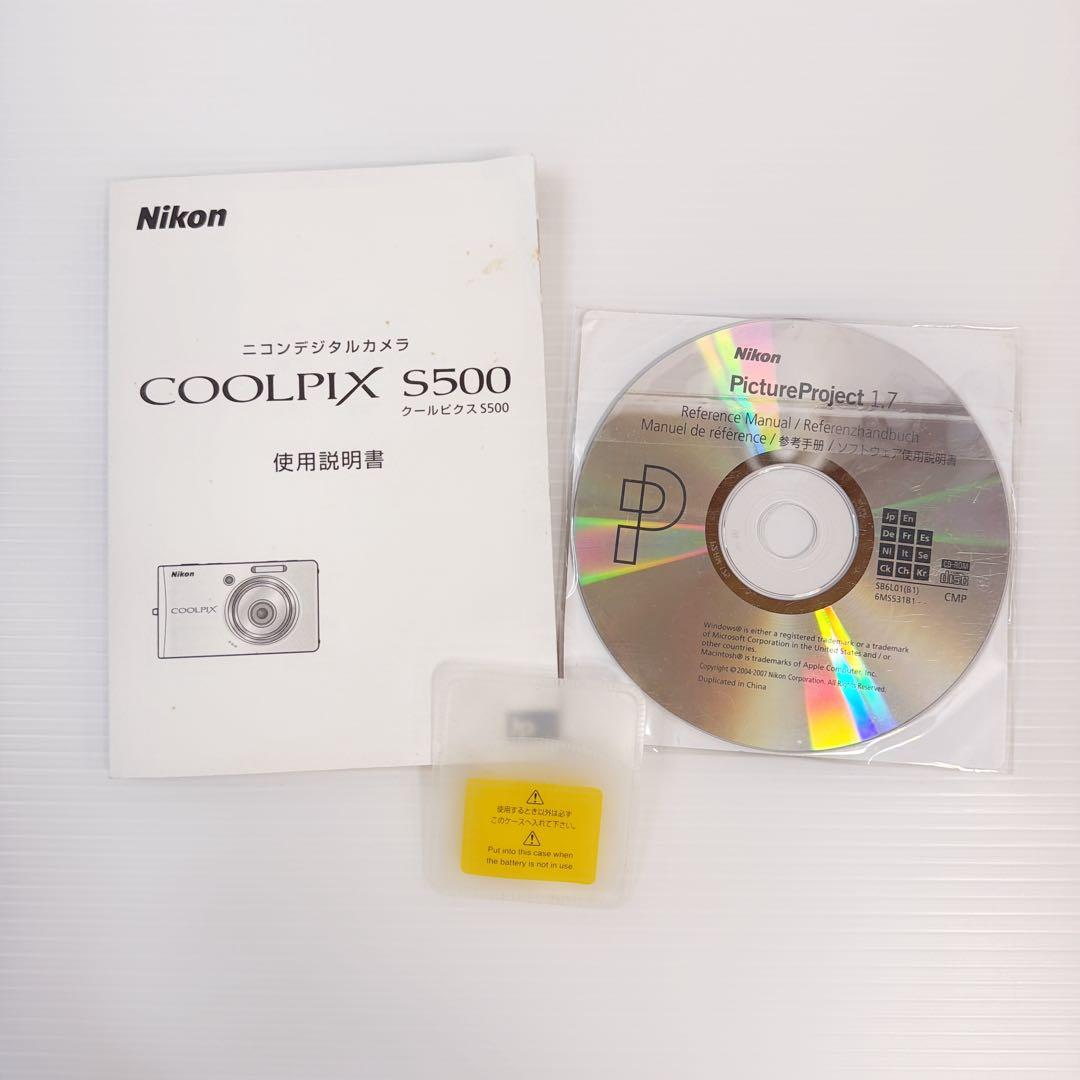 Nikon
ニコンデジタルカメラ
COOLPIX S500
クールピクスS500
使用説明書
Nikon
COOLPIX
Nikon
PictureProject 1.7
Reference Manual / Referenzhandbuch
Manuel de référence / 参考手册 / ソフトウェア使用説明書
Jp En
De Fr Es
Nl It Se
Ck Ch Kr
CD-ROM
disc
SB6L01(B1)
6MS531B1--
CMP
Windows® is either a registered trademark or a trademark
of Microsoft Corporation in the United States and / or
other countries.
Macintosh® is trademarks of Apple Computer, Inc.
Copyright © 2004-2007 Nikon Corporation. All Rights Reserved.
Duplicated in China
使用するとき以外は必ず
このケースへ入れて下さい。
Put into this case when
the battery is not in use.